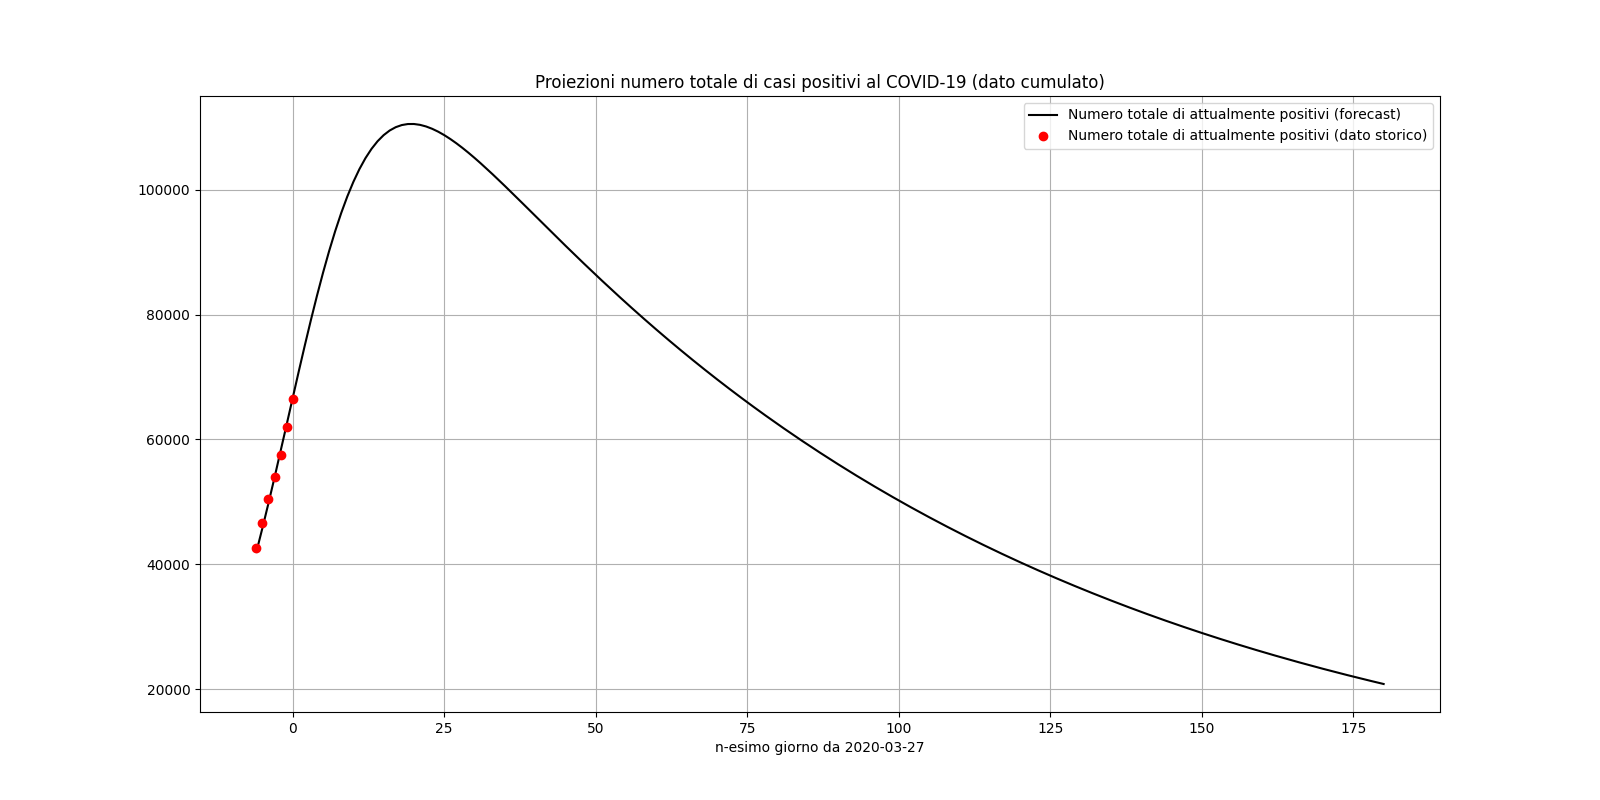 Proiezioni numero totale di casi positivi al COVID-19 (dato cumulato)
Numero totale di attualmente positivi (forecast)
Numero totale di attualmente positivi (dato storico)
100000
80000
60000
40000
20000
0 25 50 75 100 125 150 175
n-esimo giorno da 2020-03-27